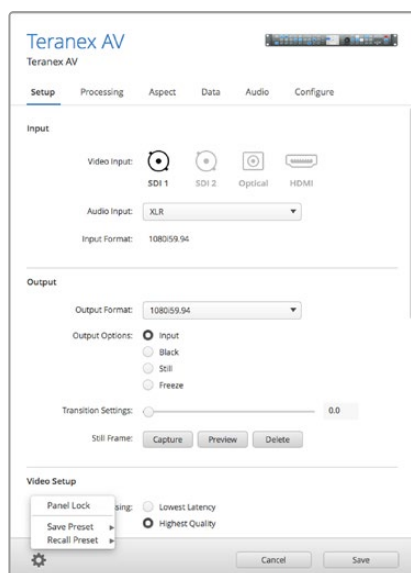 Teranex AV
Teranex AV
Setup Processing Aspect Data Audio Configure
Input
Video Input:
SDI 1 SDI 2 Optical HDMI
Audio Input: XLR
Input Format: 1080i59.94
Output
Output Format: 1080i59.94
Output Options: Input
Black
Still
Freeze
Transition Settings: 0.0
Still Frame: Capture Preview Delete
Video Setup
Panel Lock
sing: Lowest Latency
Save Preset
Highest Quality
Recall Preset
Cancel Save